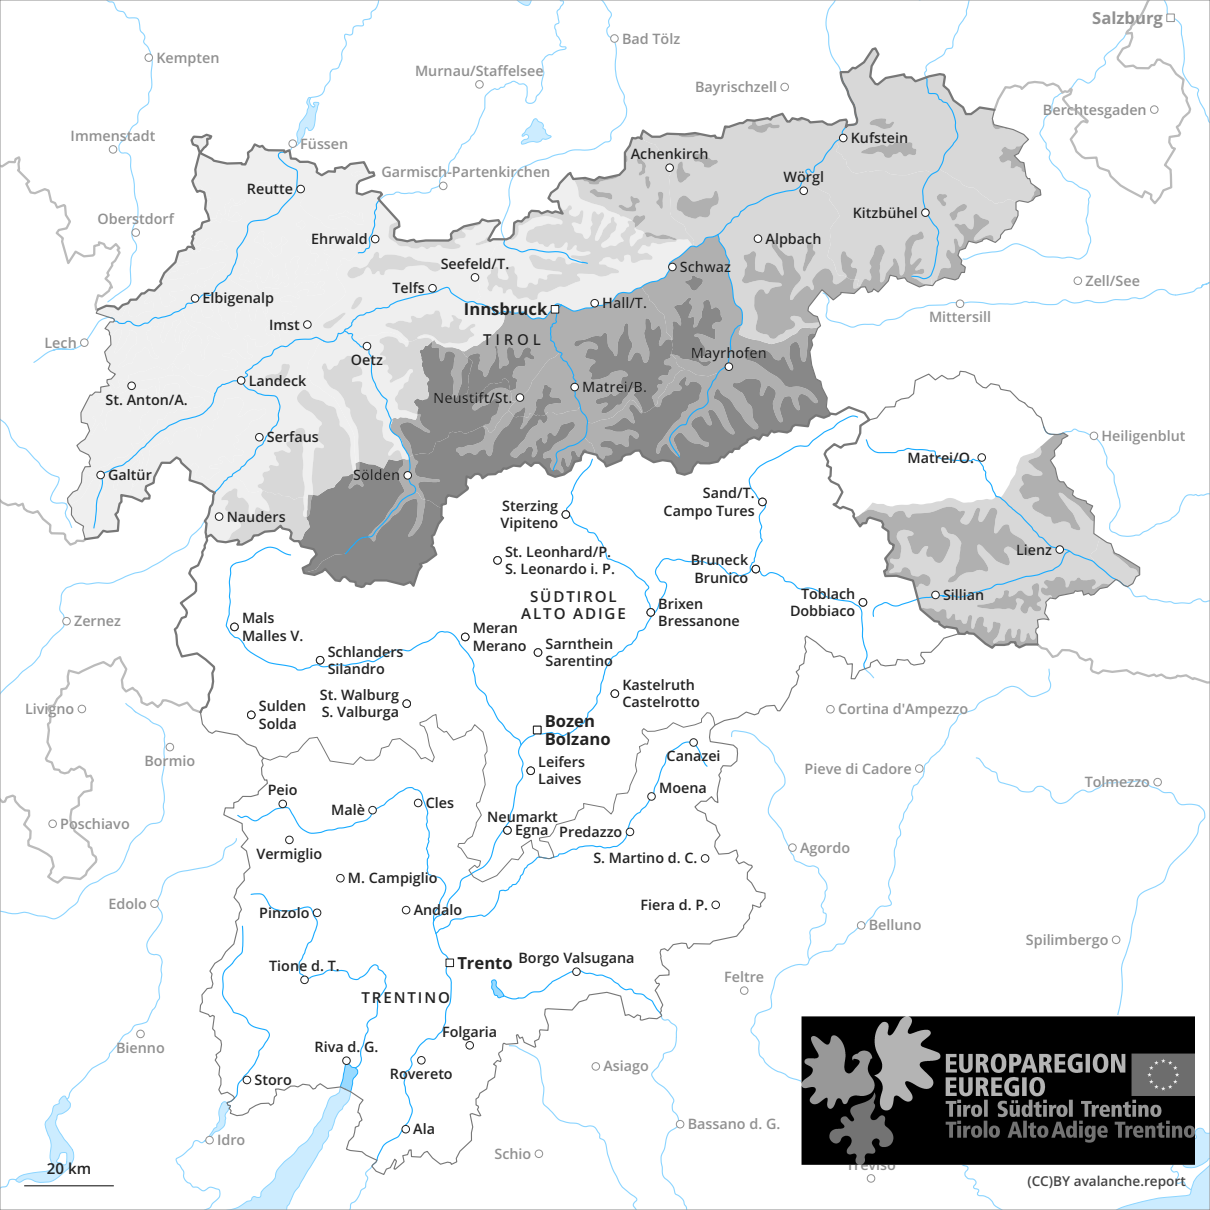 Salzburg
Bad Tölz
Kempten
Murnau/Staffelsee
Bayrischzell
Berchtesgaden
Immenstadt
Füssen
Kufstein
Achenkirch
Garmisch-Partenkirchen
Wörgl
Reutte
Oberstdorf
Kitzbühel
Ehrwald
Alpbach
Seefeld/T.
Schwaz
Zell/See
Telfs
Elbigenalp
Hall/T.
Innsbruck
Mittersill
Imst
TIROL
Lech
Oetz
Mayrhofen
Landeck
Matrei/B.
St. Anton/A.
Neustift/St.
Serfaus
Heiligenblut
Matrei/O.
Galtür
Sölden
Sand/T.
Campo Tures
Sterzing
Vipiteno
Nauders
St. Leonhard/P.
S. Leonardo i. P.
Lienz
Bruneck
Brunico
SÜDTIROL
ALTO ADIGE
Toblach
Dobbiaco
Sillian
Brixen
Bressanone
Zernez
Mals
Malles V.
Meran
Merano
Sarnthein
Sarentino
Schlanders
Silandro
Kastelruth
Castelrotto
St. Walburg
S. Valburga
Livigno
Sulden
Solda
Cortina d'Ampezzo
Bozen
Bolzano
Bormio
Canazei
Leifers
Laives
Pieve di Cadore
Tolmezzo
Peio
Moena
Malè
Cles
Neumarkt
Egna
Poschiavo
Predazzo
Vermiglio
S. Martino d. C.
Agordo
M. Campiglio
Edolo
Pinzolo
Andalo
Fiera d. P.
Belluno
Spilimbergo
Trento
Borgo Valsugana
Tione d. T.
Feltre
TRENTINO
Folgaria
Bienno
Riva d. G.
Rovereto
Asiago
Storo
EUROPAREGION
EUREGIO
Tirol Südtirol Trentino
Tirolo Alto Adige Trentino
Ala
Idro
Bassano d. G.
Schio
Treviso
20 km
(CC)BY avalanche.report